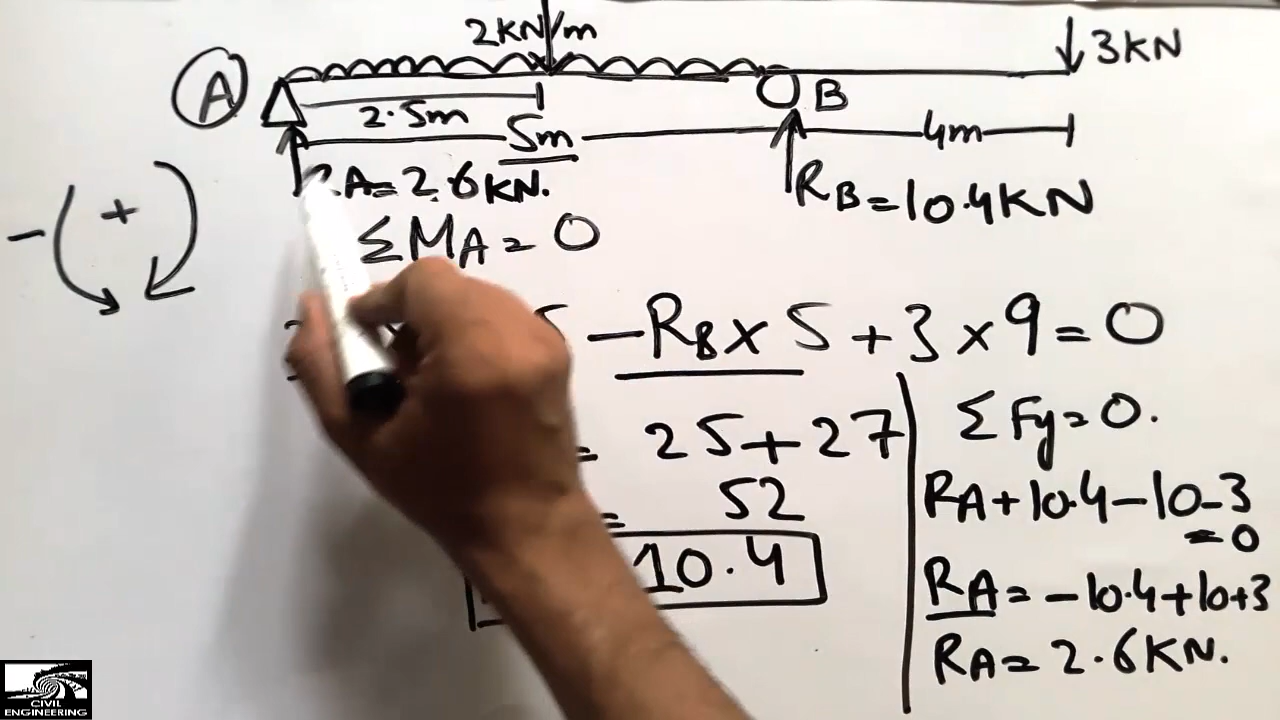 2KN/m
3KN
A
B
2.5m
5m
4m
RA=2.6KN.
RB=10.4KN
- +
ΣMA=0
5 -RB×5+3×9=0
= 25+27
= 52
10.4
ΣFy=0.
RA+10.4-10-3
=0
RA=-10.4+10+3
RA=2.6KN.
CIVIL
ENGINEERING